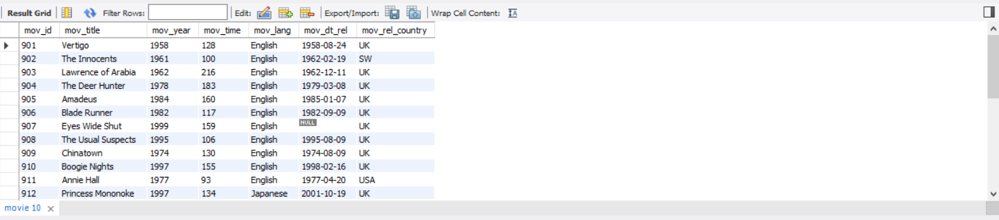 Result Grid Filter Rows: Edit: Export/Import: Wrap Cell Content: IA
mov_id mov_title mov_year mov_time mov_lang mov_dt_rel mov_rel_country
901 Vertigo 1958 128 English 1958-08-24 UK
902 The Innocents 1961 100 English 1962-02-19 SW
903 Lawrence of Arabia 1962 216 English 1962-12-11 UK
904 The Deer Hunter 1978 183 English 1979-03-08 UK
905 Amadeus 1984 160 English 1985-01-07 UK
906 Blade Runner 1982 117 English 1982-09-09 UK
907 Eyes Wide Shut 1999 159 English NULL UK
908 The Usual Suspects 1995 106 English 1995-08-09 UK
909 Chinatown 1974 130 English 1974-08-09 UK
910 Boogie Nights 1997 155 English 1998-02-16 UK
911 Annie Hall 1977 93 English 1977-04-20 USA
912 Princess Mononoke 1997 134 Japanese 2001-10-19 UK
movie 10